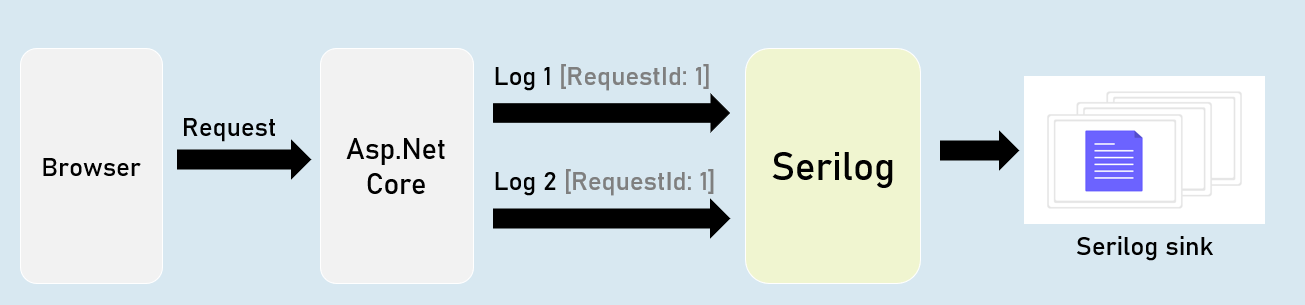 Browser
Request
Asp.Net
Core
Log 1 [RequestId: 1]
Log 2 [RequestId: 1]
Serilog
Serilog sink